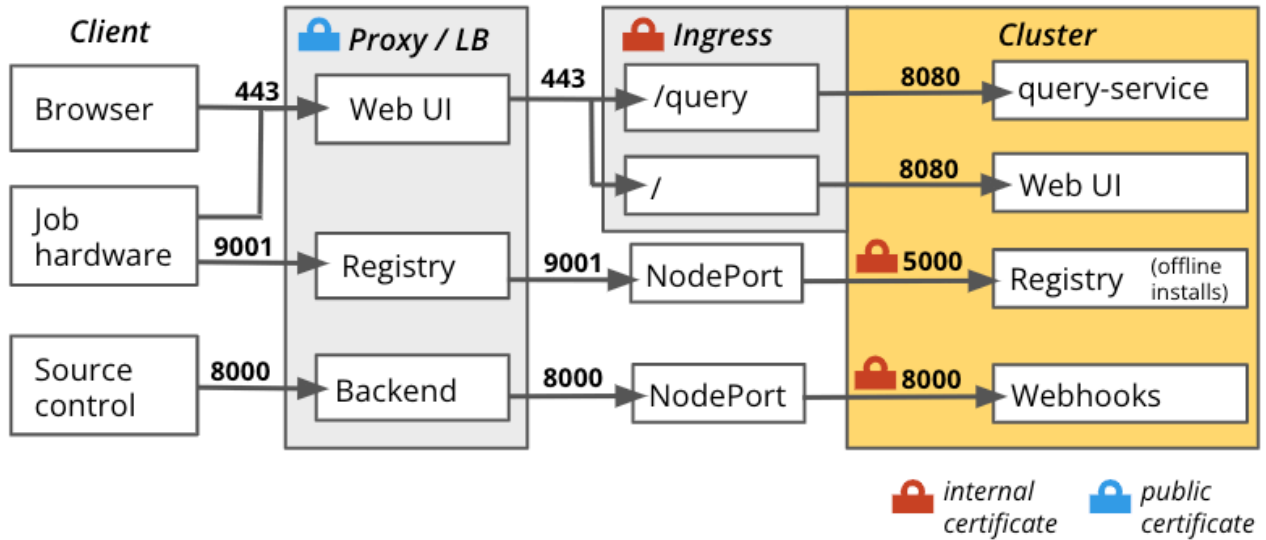 Client
Proxy / LB
Ingress
Cluster
Browser
443
Web UI
443
/query
8080
query-service
/
8080
Web UI
Job
hardware
9001
Registry
9001
NodePort
5000
Registry
(offline
installs)
Source
control
8000
Backend
8000
NodePort
8000
Webhooks
internal
certificate
public
certificate